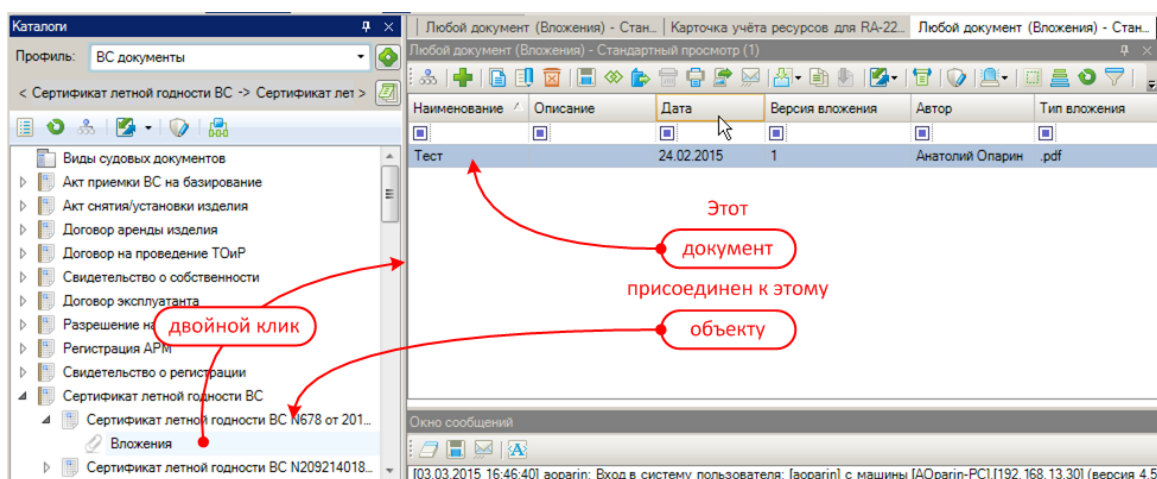 Каталоги
Профиль: ВС документы
< Сертификат летной годности ВС -> Сертификат лет >
Виды судовых документов
Акт приемки ВС на базирование
Акт снятия/установки изделия
Договор аренды изделия
Договор на проведение ТОиР
Свидетельство о собственности
Договор эксплуатанта
Разрешение на
Регистрация АРМ
Свидетельство о регистрации
Сертификат летной годности ВС
Сертификат летной годности ВС N678 от 201...
Вложения
Сертификат летной годности ВС N209214018...
двойной клик
Любой документ (Вложения) - Стан... Карточка учёта ресурсов для RA-22... Любой документ (Вложения) - Стан...
Любой документ (Вложения) - Стандартный просмотр (1)
Наименование Описание Дата Версия вложения Автор Тип вложения
Тест 24.02.2015 1 Анатолий Опарин .pdf
Этот
документ
присоединен к этому
объекту
Окно сообщений
[03.03.2015 16:46:40] aoparin: Вход в систему пользователя: [aoparin] с машины [AOparin-PC],[192.168.13.30] (версия 4.5